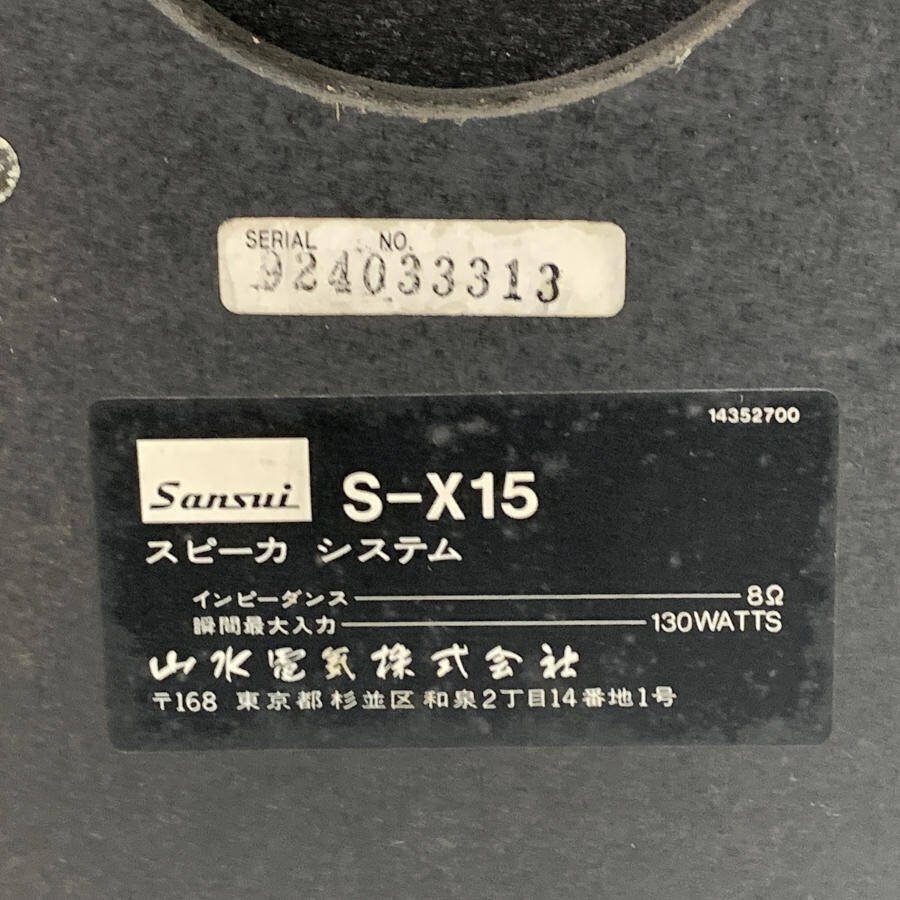 SERIAL NO.
924033313
14352700
Sansui S-X15
スピーカ システム
インピーダンス 8Ω
瞬間最大入力 130WATTS
山水電気株式会社
〒168 東京都杉並区和泉2丁目14番地1号